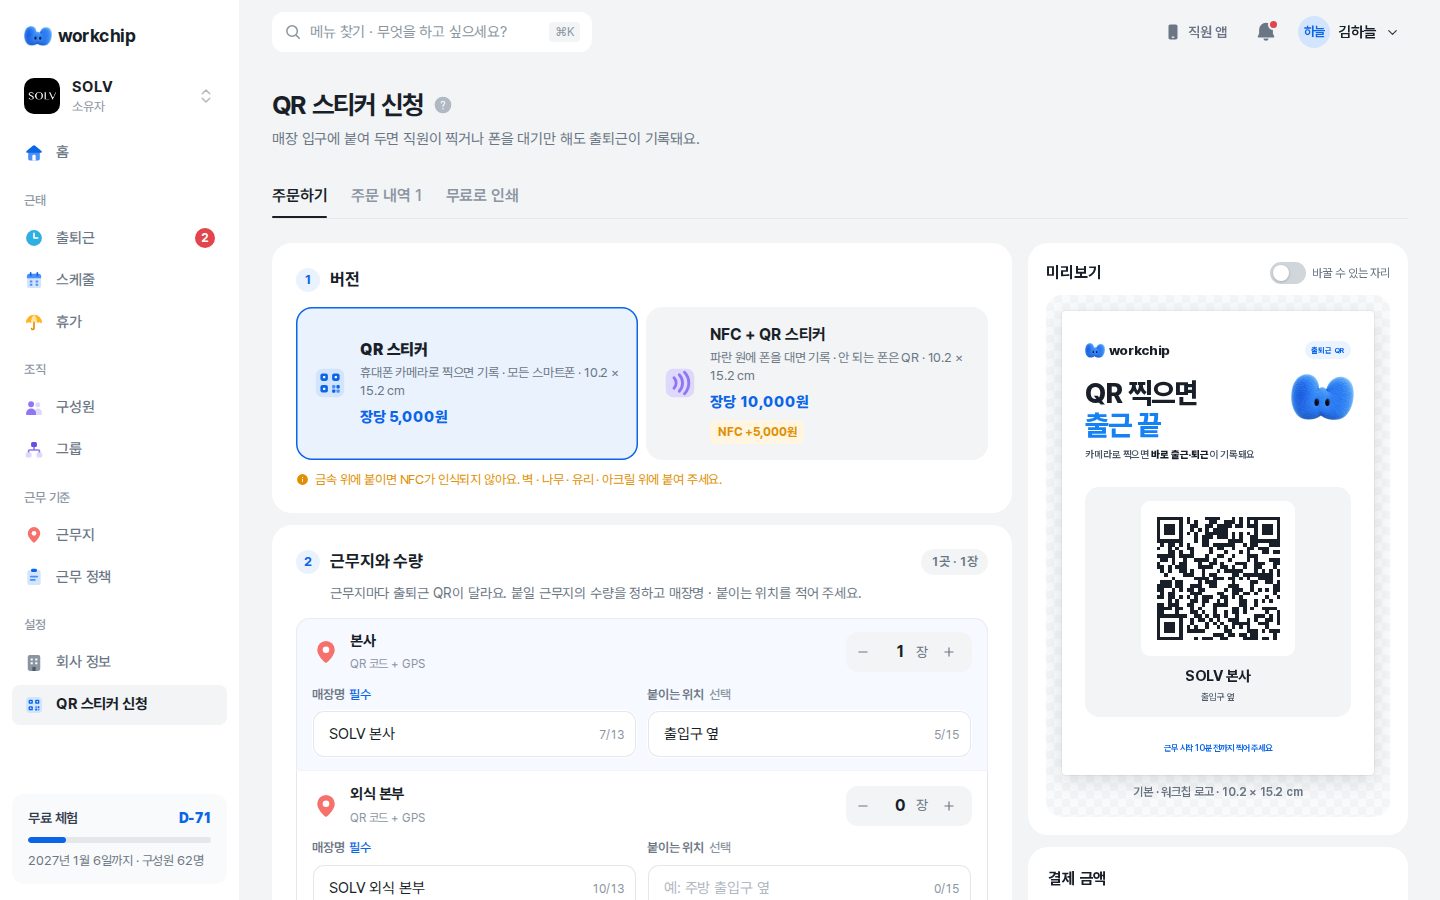 workchip
메뉴 찾기 · 무엇을 하고 싶으세요?
⌘K
직원 앱
하늘
김하늘
SOLV
SOLV
소유자
홈
근태
출퇴근
2
스케줄
휴가
조직
구성원
그룹
근무 기준
근무지
근무 정책
설정
회사 정보
QR 스티커 신청
무료 체험
D-71
2027년 1월 6일까지 · 구성원 62명
QR 스티커 신청
?
매장 입구에 붙여 두면 직원이 찍거나 폰을 대기만 해도 출퇴근이 기록돼요.
주문하기
주문 내역 1
무료로 인쇄
1
버전
QR 스티커
휴대폰 카메라로 찍으면 기록 · 모든 스마트폰 · 10.2 ×
15.2 cm
장당 5,000원
NFC + QR 스티커
파란 원에 폰을 대면 기록 · 안 되는 폰은 QR · 10.2 ×
15.2 cm
장당 10,000원
NFC +5,000원
금속 위에 붙이면 NFC가 인식되지 않아요. 벽 · 나무 · 유리 · 아크릴 위에 붙여 주세요.
2
근무지와 수량
1곳 · 1장
근무지마다 출퇴근 QR이 달라요. 붙일 근무지의 수량을 정하고 매장명 · 붙이는 위치를 적어 주세요.
본사
QR 코드 + GPS
− 1 장 +
매장명 필수
붙이는 위치 선택
SOLV 본사
7/13
출입구 옆
5/15
외식 본부
QR 코드 + GPS
− 0 장 +
매장명 필수
붙이는 위치 선택
SOLV 외식 본부
10/13
예: 주방 출입구 옆
0/15
미리보기
바꿀 수 있는 자리
workchip
출퇴근 QR
QR 찍으면
출근 끝
카메라로 찍으면 바로 출근·퇴근이 기록돼요
SOLV 본사
출입구 옆
근무 시작 10분 전까지 찍어 주세요
기본 · 워크칩 로고 · 10.2 × 15.2 cm
결제 금액